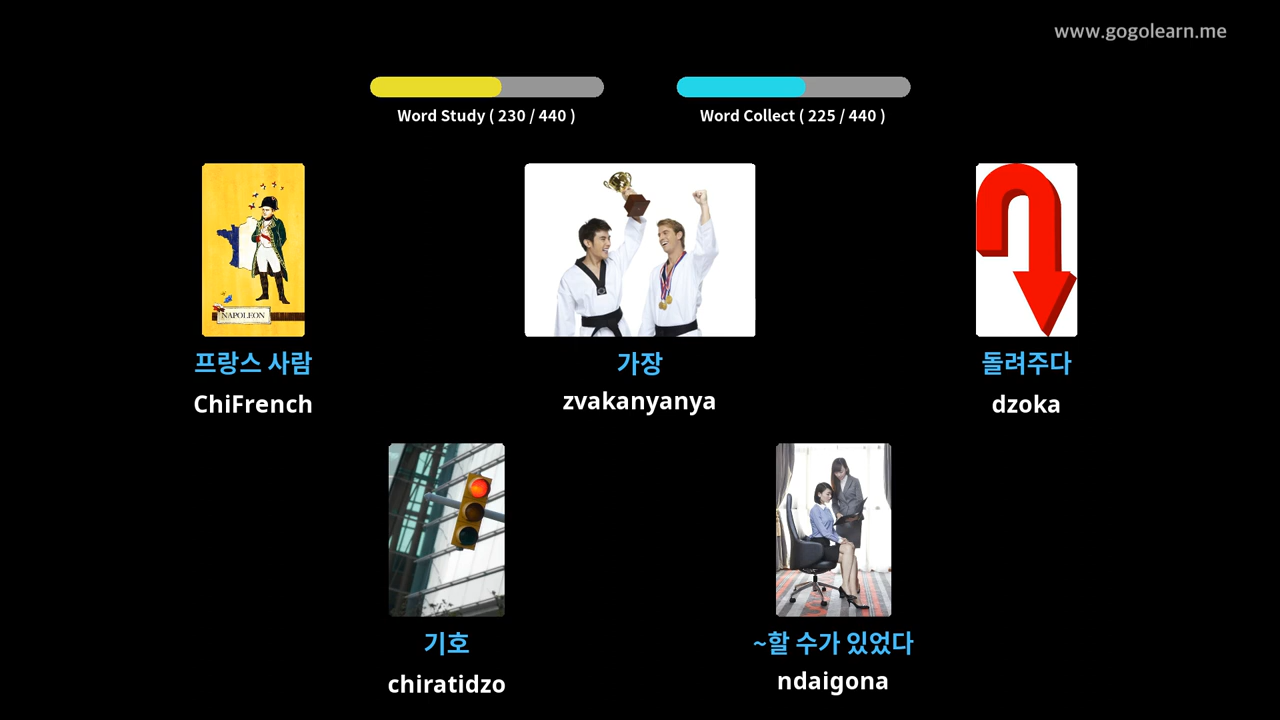 www.gogolearn.me
Word Study ( 230 / 440 )
Word Collect ( 225 / 440 )
NAPOLEON
프랑스 사람
ChiFrench
가장
zvakanyanya
돌려주다
dzoka
기호
chiratidzo
~할 수가 있었다
ndaigona